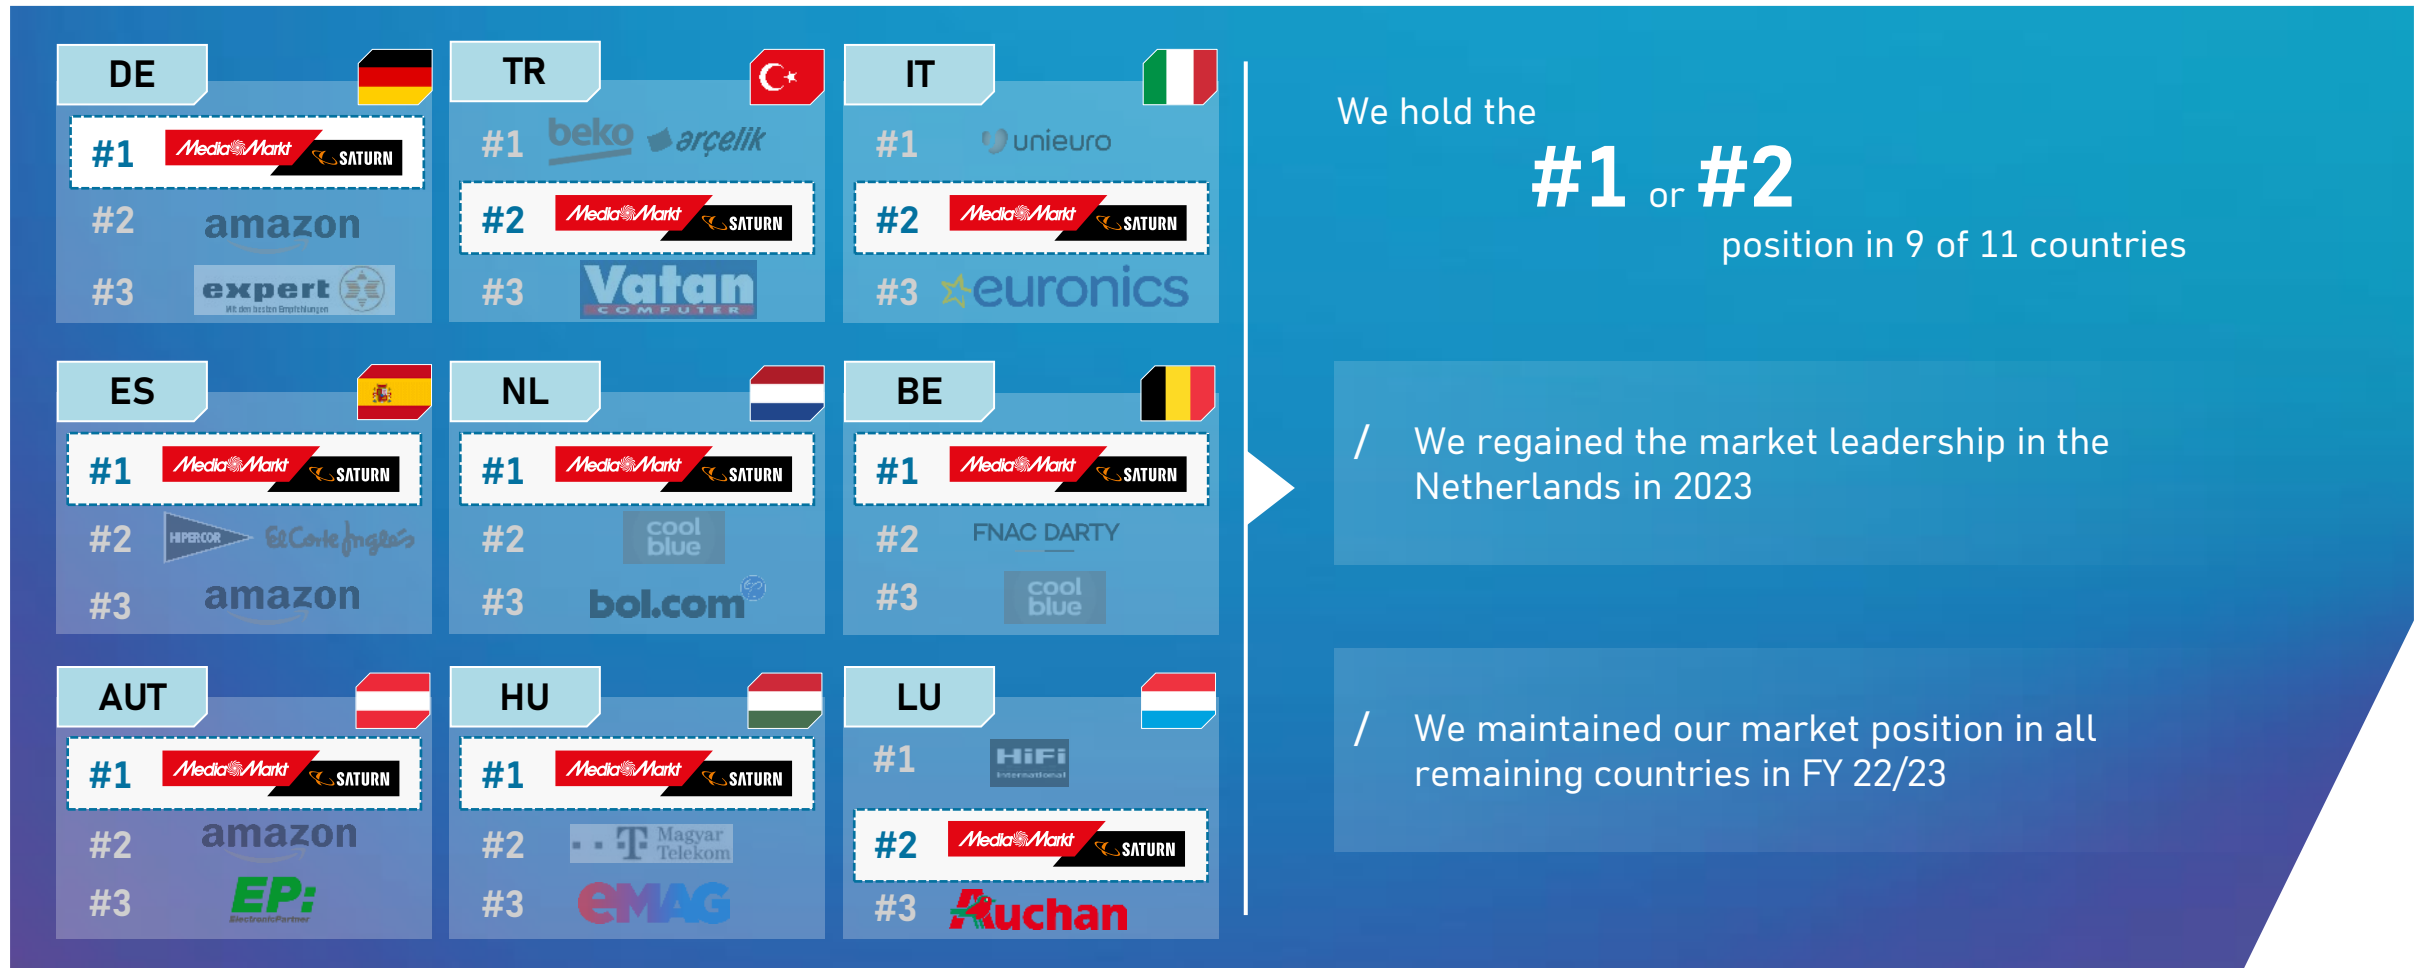 DE
#1 MediaMarkt SATURN
#2 amazon
#3 expert
Mit den besten Empfehlungen
TR
#1 beko arçelik
#2 MediaMarkt SATURN
#3 Vatan
COMPUTER
IT
#1 unieuro
#2 MediaMarkt SATURN
#3 euronics
ES
#1 MediaMarkt SATURN
#2 HIPERCOR El Corte Inglés
#3 amazon
NL
#1 MediaMarkt SATURN
#2 cool
blue
#3 bol.com
BE
#1 MediaMarkt SATURN
#2 FNAC DARTY
#3 cool
blue
AUT
#1 MediaMarkt SATURN
#2 amazon
#3 EP:
ElectronicPartner
HU
#1 MediaMarkt SATURN
#2 T Magyar
Telekom
#3 eMAG
LU
#1 HiFi
International
#2 MediaMarkt SATURN
#3 Auchan
We hold the
#1 or #2
position in 9 of 11 countries
/ We regained the market leadership in the
Netherlands in 2023
/ We maintained our market position in all
remaining countries in FY 22/23